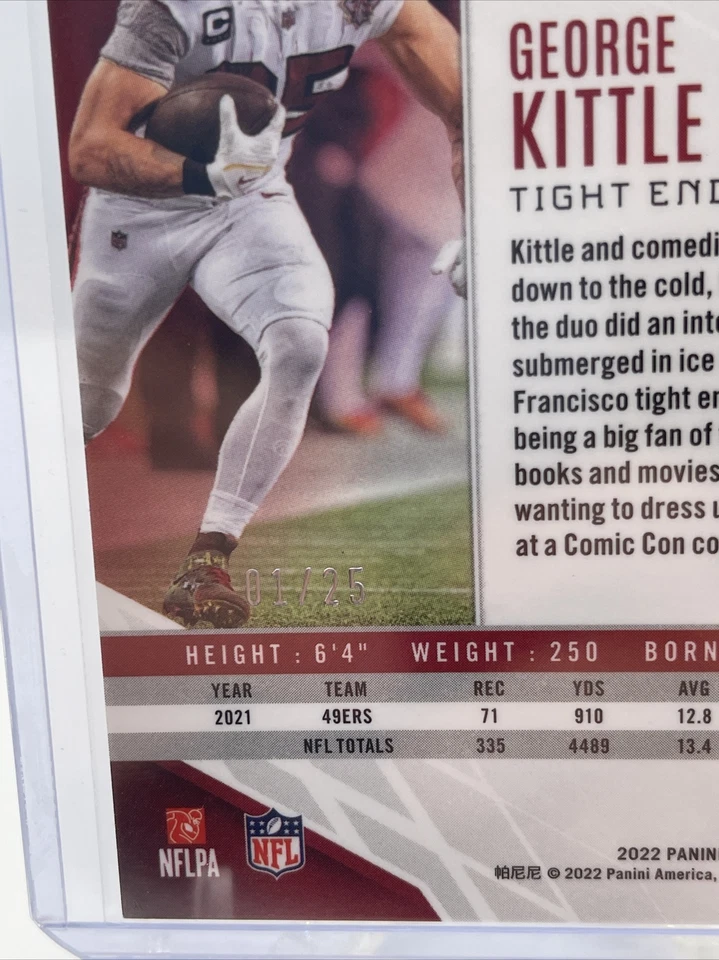 C
85
GEORGE
KITTLE
TIGHT END
Kittle and comedi
down to the cold,
the duo did an inte
submerged in ice
Francisco tight en
being a big fan of
books and movies
wanting to dress u
at a Comic Con co
01/25
HEIGHT : 6'4" WEIGHT : 250 BORN
YEAR TEAM REC YDS AVG
2021 49ERS 71 910 12.8
NFL TOTALS 335 4489 13.4
NFLPA
NFL
2022 PANINI
帕尼尼 © 2022 Panini America,